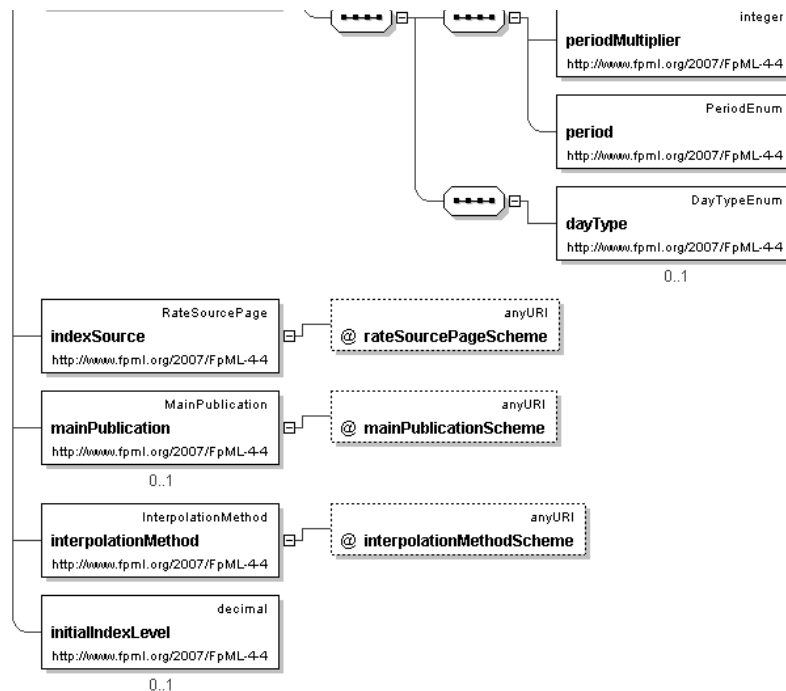 integer
periodMultiplier
http://www.fpml.org/2007/FpML-4-4
PeriodEnum
period
http://www.fpml.org/2007/FpML-4-4
DayTypeEnum
dayType
http://www.fpml.org/2007/FpML-4-4
0..1
RateSourcePage
indexSource
http://www.fpml.org/2007/FpML-4-4
anyURI
@ rateSourcePageScheme
MainPublication
mainPublication
http://www.fpml.org/2007/FpML-4-4
0..1
anyURI
@ mainPublicationScheme
InterpolationMethod
interpolationMethod
http://www.fpml.org/2007/FpML-4-4
anyURI
@ interpolationMethodScheme
decimal
initialIndexLevel
http://www.fpml.org/2007/FpML-4-4
0..1